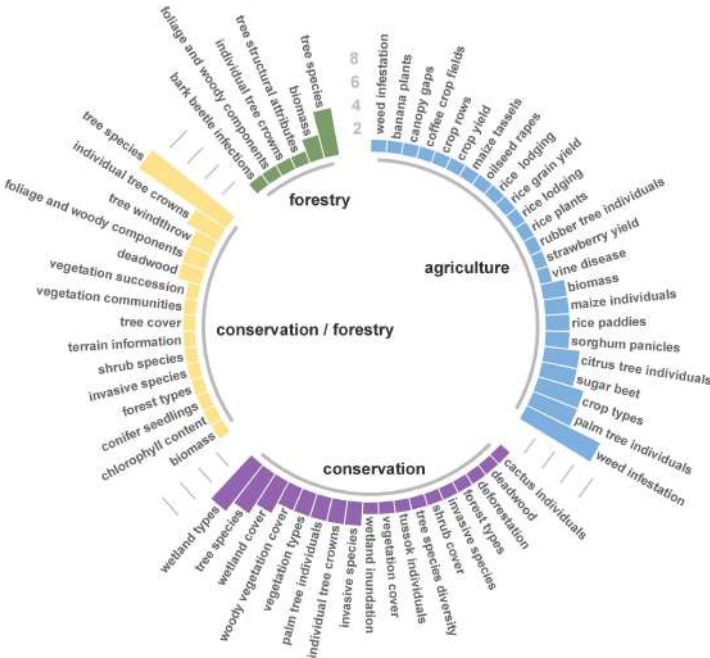 8
6
4
2
weed infestation
banana plants
canopy gaps
coffee crop fields
crop rows
crop yield
maize tassels
oilseed rapes
rice lodging
rice grain yield
rice lodging
rice plants
rubber tree individuals
strawberry yield
vine disease
biomass
maize individuals
rice paddies
sorghum panicles
citrus tree individuals
sugar beet
crop types
palm tree individuals
weed infestation
agriculture
cactus individuals
deadwood
deforestation
forest types
invasive species
shrub cover
tree species diversity
tussok individuals
vegetation cover
wetland inundation
invasive species
individual tree crowns
palm tree individuals
vegetation types
woody vegetation cover
wetland cover
tree species
wetland types
conservation
biomass
chlorophyll content
conifer seedlings
forest types
invasive species
shrub species
terrain information
tree cover
vegetation communities
vegetation succession
deadwood
foliage and woody components
tree windthrow
individual tree crowns
tree species
conservation / forestry
bark beetle infections
foliage and woody components
individual tree crowns
tree structural attributes
biomass
tree species
forestry